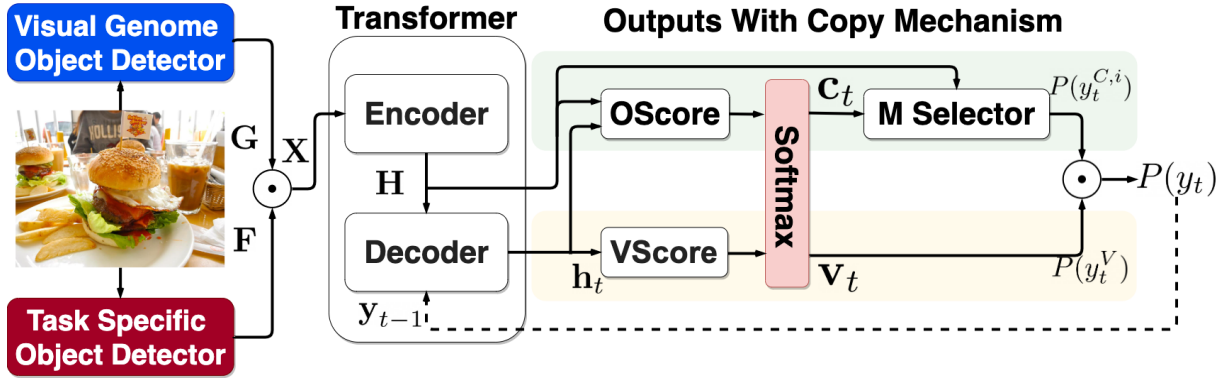 Visual Genome
Object Detector
Transformer
Outputs With Copy Mechanism
Encoder
Decoder
OScore
VScore
Softmax
M Selector
G
X
F
H
h_t
y_{t-1}
c_t
v_t
P(y_t^{C,i})
P(y_t^V)
P(y_t)
HOLLIS
Task Specific
Object Detector